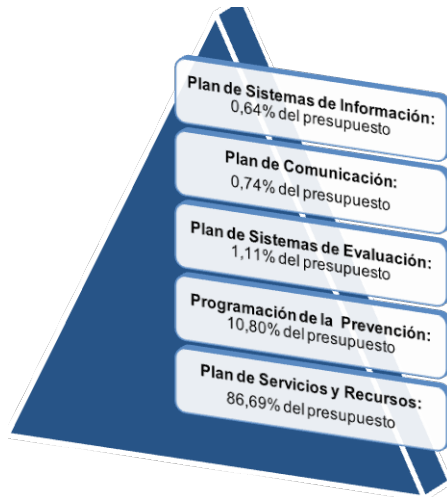 Plan de Sistemas de Información:
0,64% del presupuesto
Plan de Comunicación:
0,74% del presupuesto
Plan de Sistemas de Evaluación:
1,11% del presupuesto
Programación de la Prevención:
10,80% del presupuesto
Plan de Servicios y Recursos:
86,69% del presupuesto